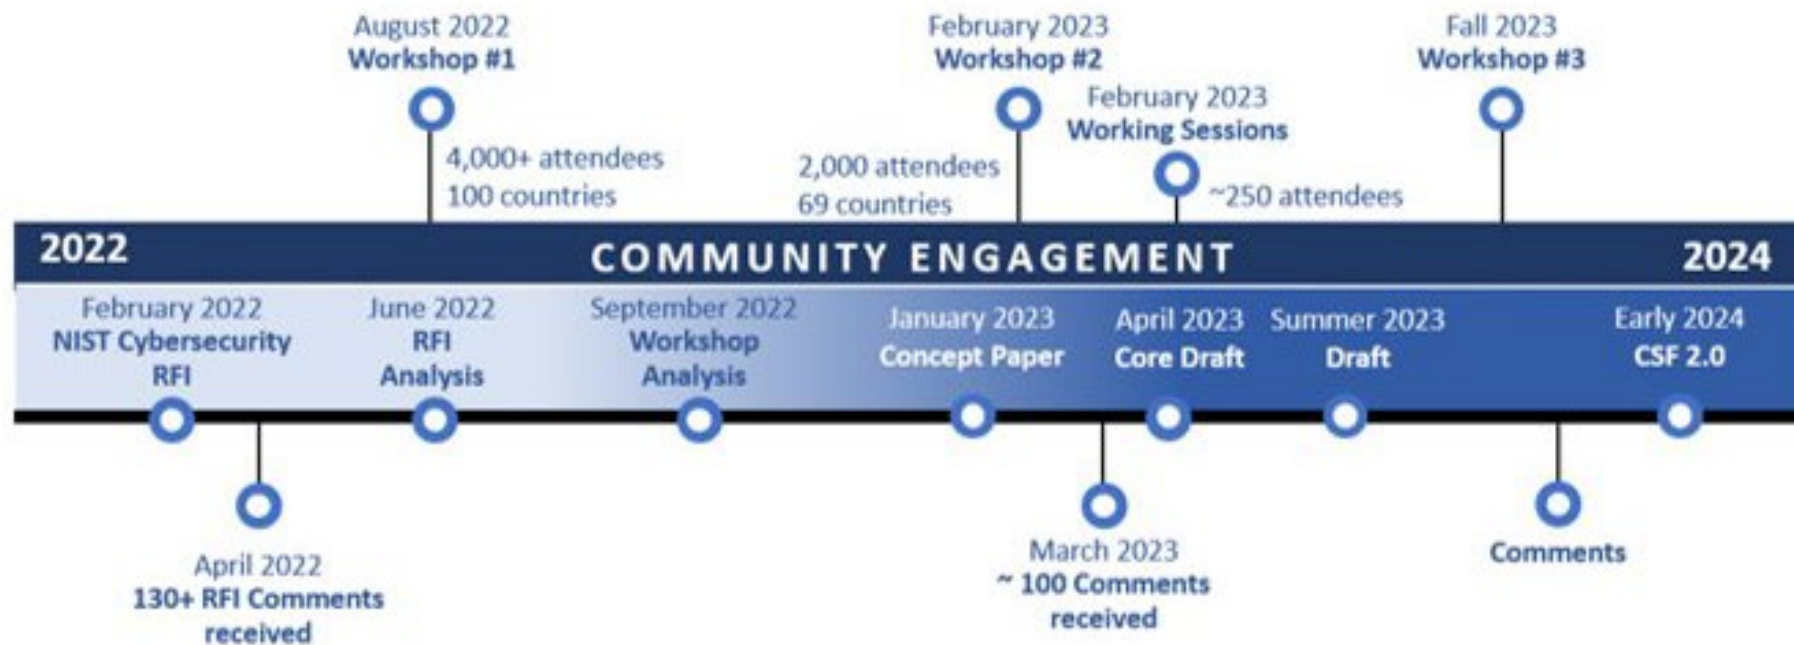 August 2022
Workshop #1
4,000+ attendees
100 countries
February 2023
Workshop #2
2,000 attendees
69 countries
February 2023
Working Sessions
~250 attendees
Fall 2023
Workshop #3
2022
COMMUNITY ENGAGEMENT
2024
February 2022
NIST Cybersecurity
RFI
June 2022
RFI
Analysis
September 2022
Workshop
Analysis
January 2023
Concept Paper
April 2023
Core Draft
Summer 2023
Draft
Early 2024
CSF 2.0
April 2022
130+ RFI Comments
received
March 2023
~ 100 Comments
received
Comments